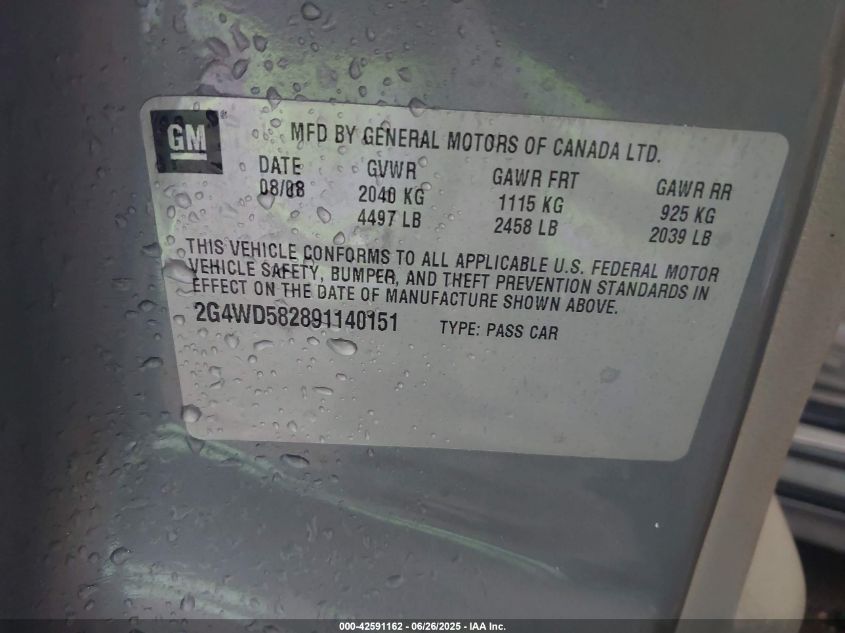 GM
MFD BY GENERAL MOTORS OF CANADA LTD.
DATE GVWR GAWR FRT GAWR RR
08/08 2040 KG 1115 KG 925 KG
4497 LB 2458 LB 2039 LB
THIS VEHICLE CONFORMS TO ALL APPLICABLE U.S. FEDERAL MOTOR
VEHICLE SAFETY, BUMPER, AND THEFT PREVENTION STANDARDS IN
EFFECT ON THE DATE OF MANUFACTURE SHOWN ABOVE.
2G4WD582891140151 TYPE: PASS CAR
000-42591162 - 06/26/2025 - IAA Inc.